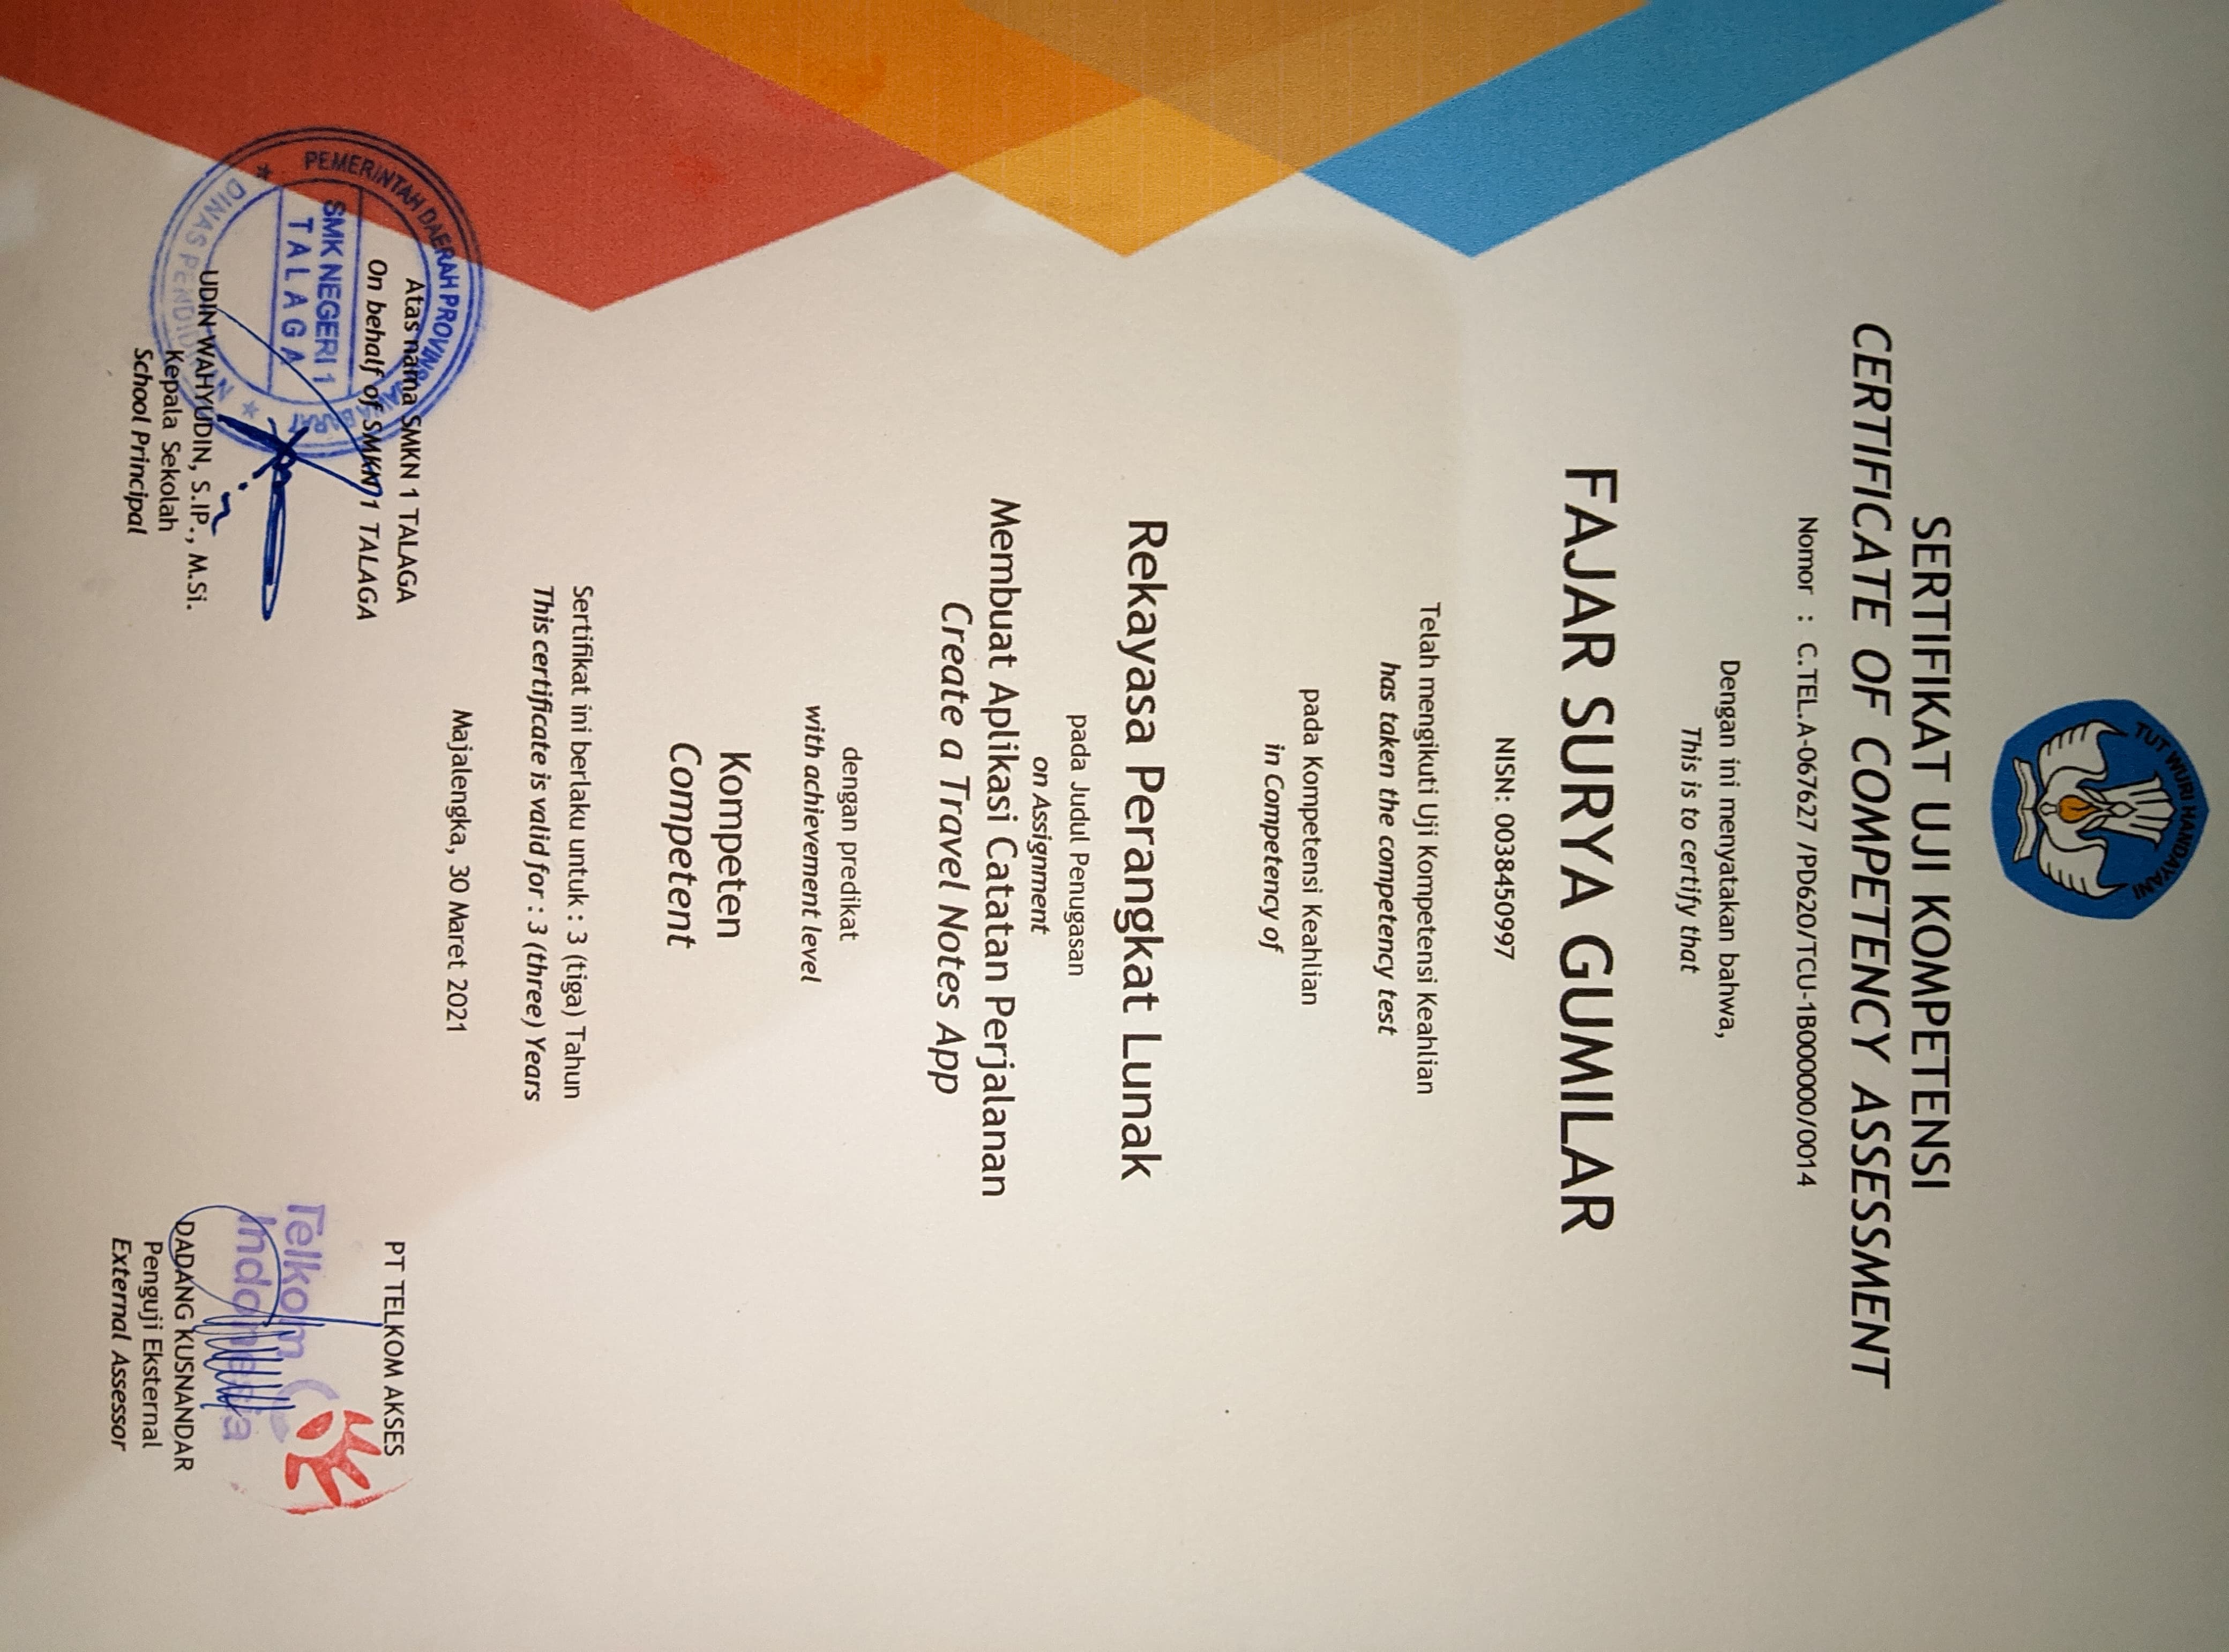 TUT WURI HANDAYANI
SERTIFIKAT UJI KOMPETENSI
CERTIFICATE OF COMPETENCY ASSESSMENT
Nomor : C.TEL.A-067627 /PD620/TCU-1B000000/0014
Dengan ini menyatakan bahwa,
This is to certify that
FAJAR SURYA GUMILAR
NISN: 0038450997
Telah mengikuti Uji Kompetensi Keahlian
has taken the competency test
pada Kompetensi Keahlian
in Competency of
Rekayasa Perangkat Lunak
pada Judul Penugasan
on Assignment
Membuat Aplikasi Catatan Perjalanan
Create a Travel Notes App
dengan predikat
with achievement level
Kompeten
Competent
Sertifikat ini berlaku untuk : 3 (tiga) Tahun
This certificate is valid for : 3 (three) Years
Majalengka, 30 Maret 2021
Atas nama SMKN 1 TALAGA
On behalf of SMKN 1 TALAGA
PEMERINTAH DAERAH PROVINSI JAWA BARAT
SMK NEGERI 1
TALAGA
DINAS PENDIDIKAN
UDIN WAHYUDIN, S.IP., M.Si.
Kepala Sekolah
School Principal
PT TELKOM AKSES
Telkom
Indonesia
DADANG KUSNANDAR
Penguji Eksternal
External Assessor